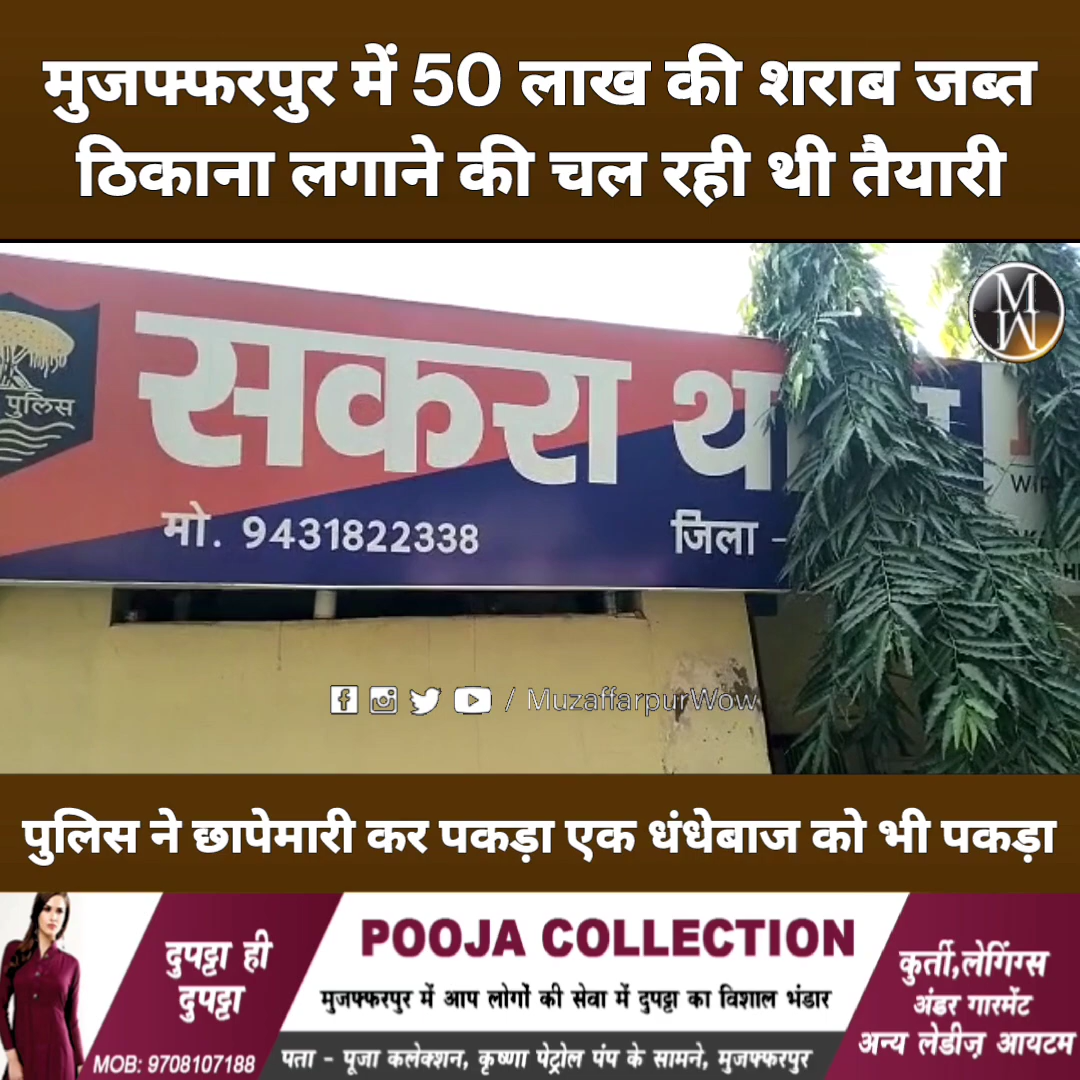 मुजफ्फरपुर में 50 लाख की शराब जब्त
ठिकाना लगाने की चल रही थी तैयारी
MW
पुलिस
सकरा
मो. 9431822338
जिला -
/ MuzaffarpurWow
पुलिस ने छापेमारी कर पकड़ा एक धंधेबाज को भी पकड़ा
दुपट्टा ही
दुपट्टा
MOB: 9708107188
POOJA COLLECTION
मुजफ्फरपुर में आप लोगों की सेवा में दुपट्टा का विशाल भंडार
पता - पूजा कलेक्शन, कृष्णा पेट्रोल पंप के सामने, मुजफ्फरपुर
कुर्ती,लेगिंग्स
अंडर गारमेंट
अन्य लेडीज़ आयटम